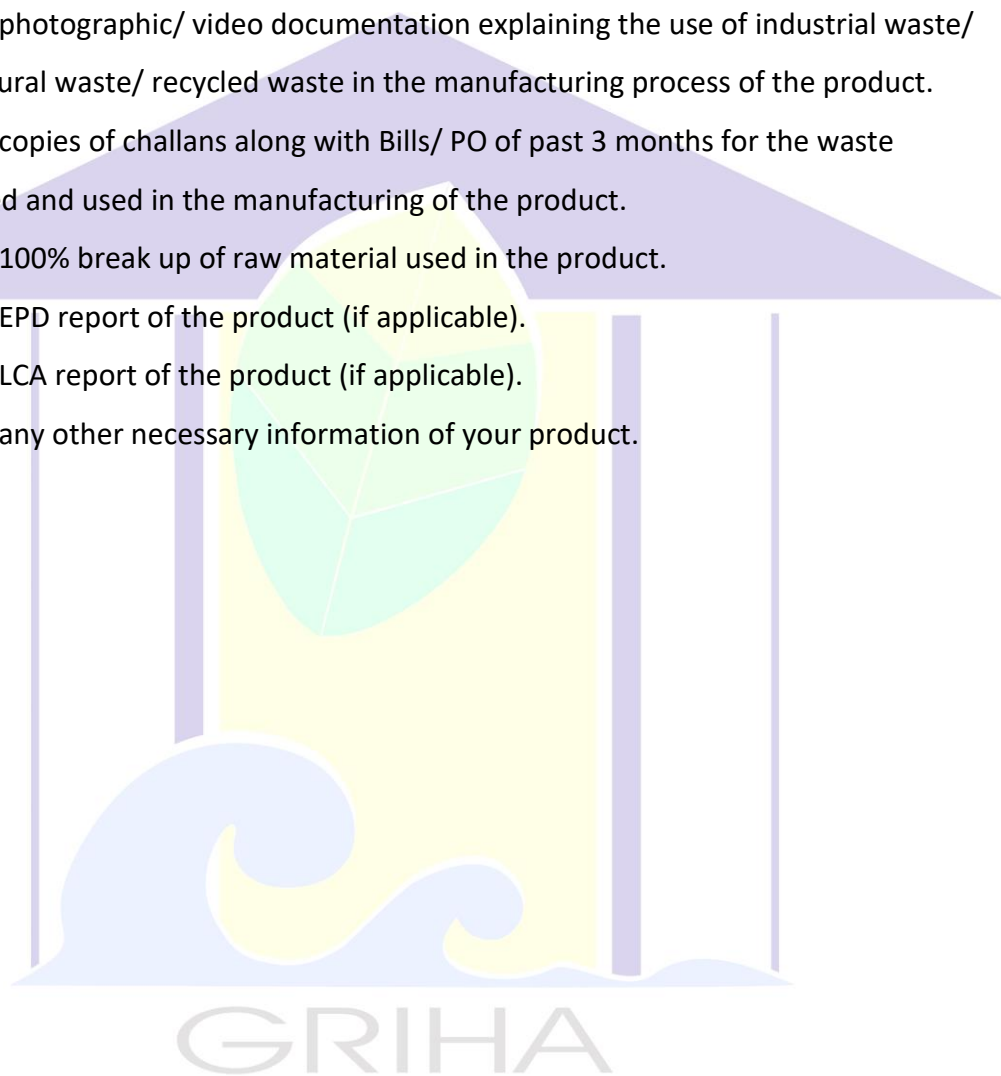 photographic/ video documentation explaining the use of industrial waste/
ural waste/ recycled waste in the manufacturing process of the product.
copies of challans along with Bills/ PO of past 3 months for the waste
d and used in the manufacturing of the product.
100% break up of raw material used in the product.
EPD report of the product (if applicable).
LCA report of the product (if applicable).
any other necessary information of your product.
GRIHA